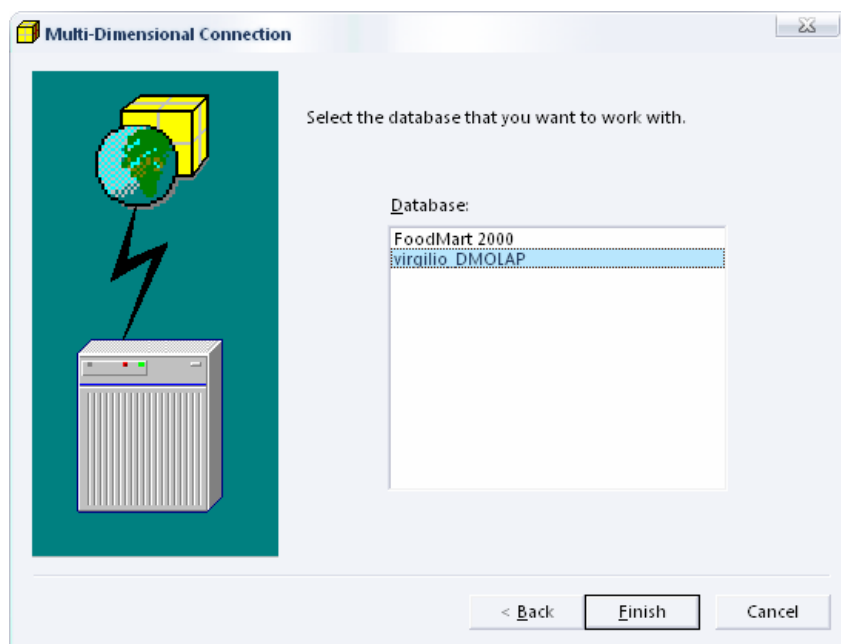 Multi-Dimensional Connection
Select the database that you want to work with.
Database:
FoodMart 2000
virgilio_DMOLAP
< Back
Finish
Cancel